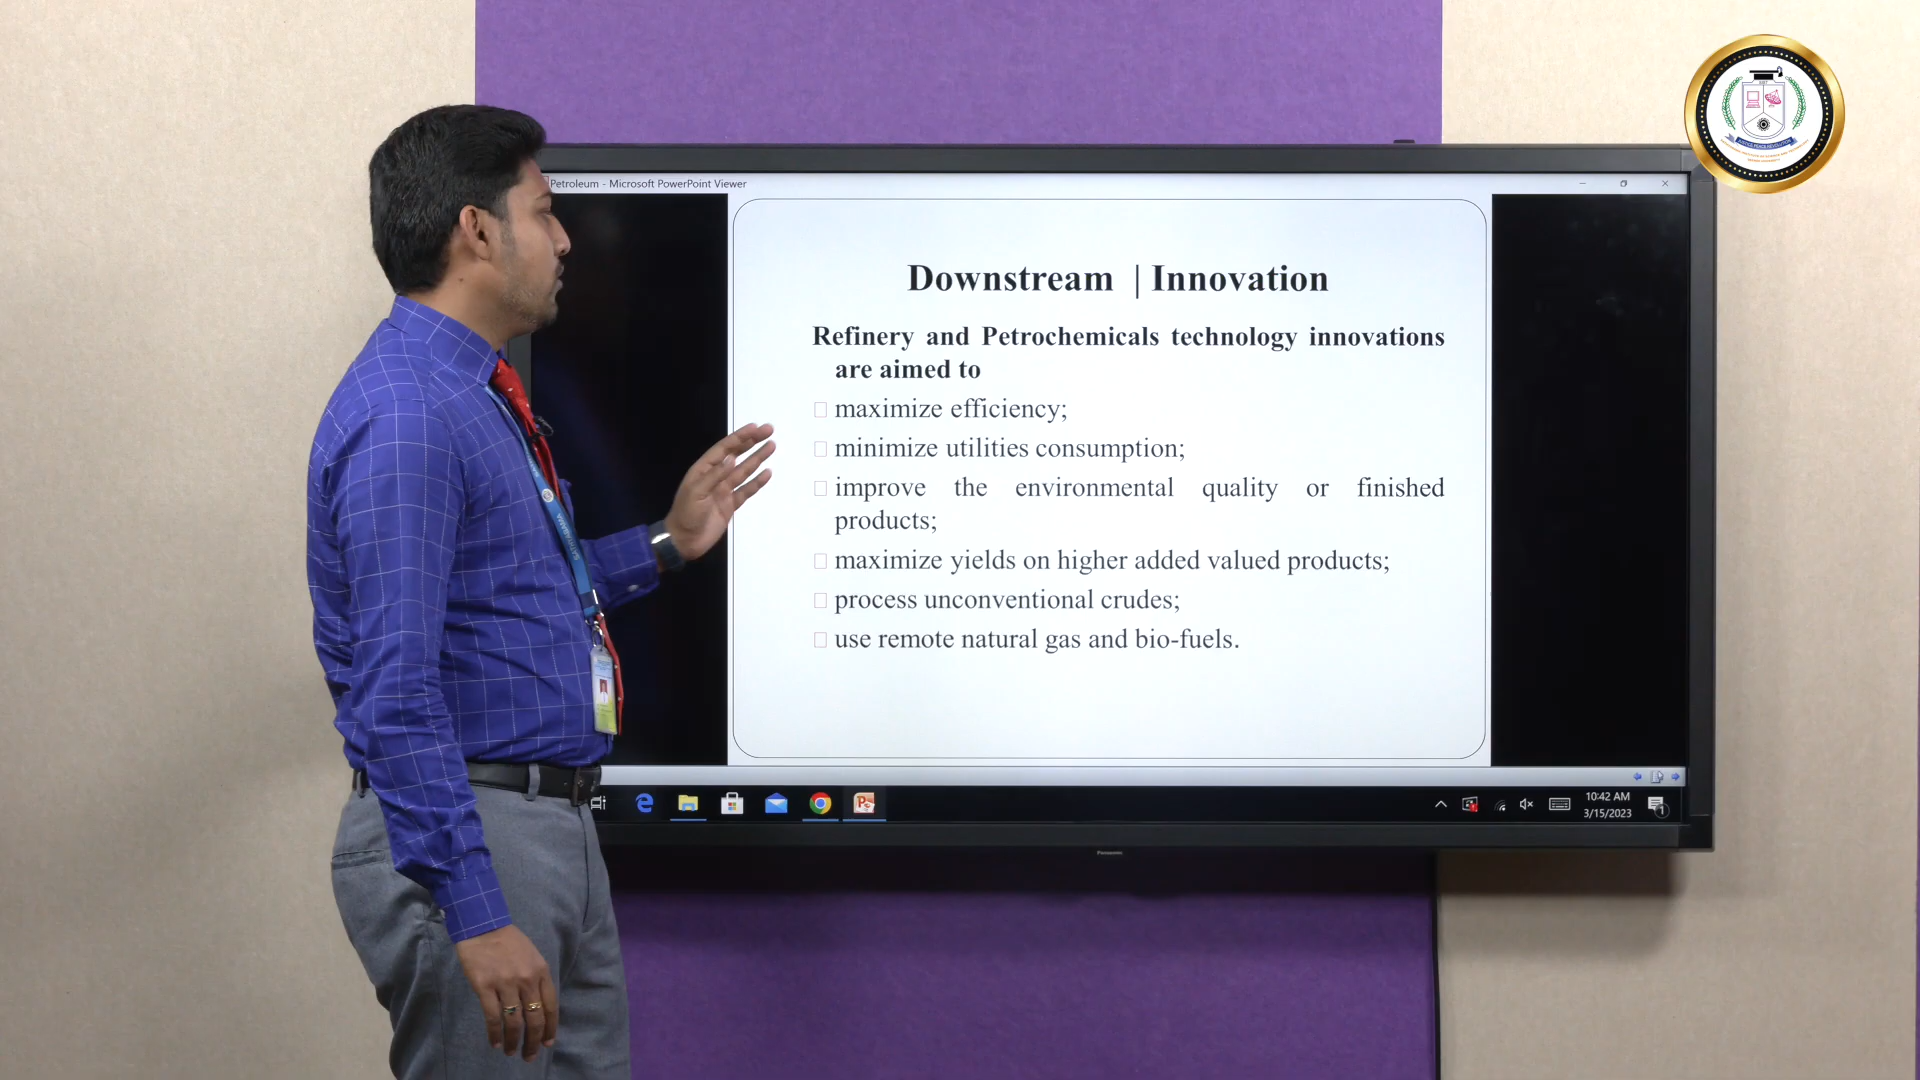 Petroleum - Microsoft PowerPoint Viewer
Downstream | Innovation
Refinery and Petrochemicals technology innovations
are aimed to
maximize efficiency;
minimize utilities consumption;
improve the environmental quality or finished
products;
maximize yields on higher added valued products;
process unconventional crudes;
use remote natural gas and bio-fuels.
10:42 AM
3/15/2023
Panasonic
SATHYABAMA